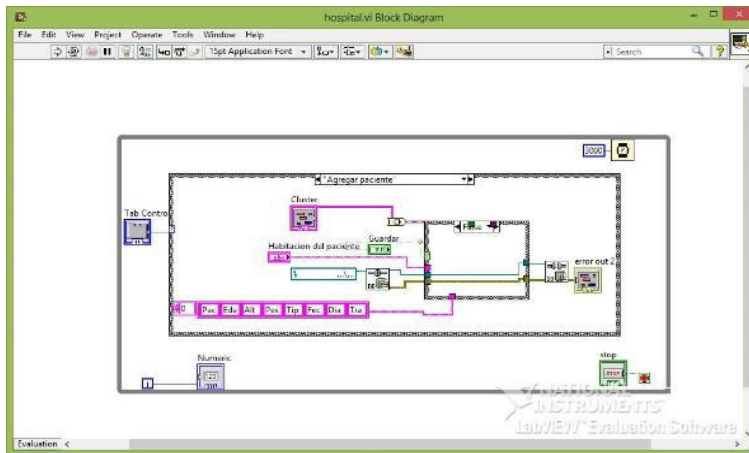 hospital.vi Block Diagram
File Edit View Project Operate Tools Window Help
15pt Application Font
Search
3000
"Agregar paciente"
Tab Control
Cluster
Guardar
Habitacion del paciente
error out 2
0 Pac Eda Alt Pes Tip Fec Dia Tra
Numeric
stop
NATIONAL
INSTRUMENTS
LabVIEW™ Evaluation Software
Evaluation